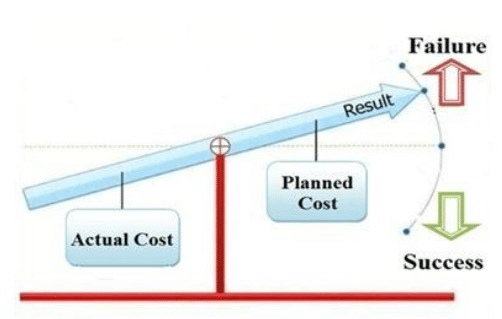 Failure
Result
Planned
Cost
Actual Cost
Success